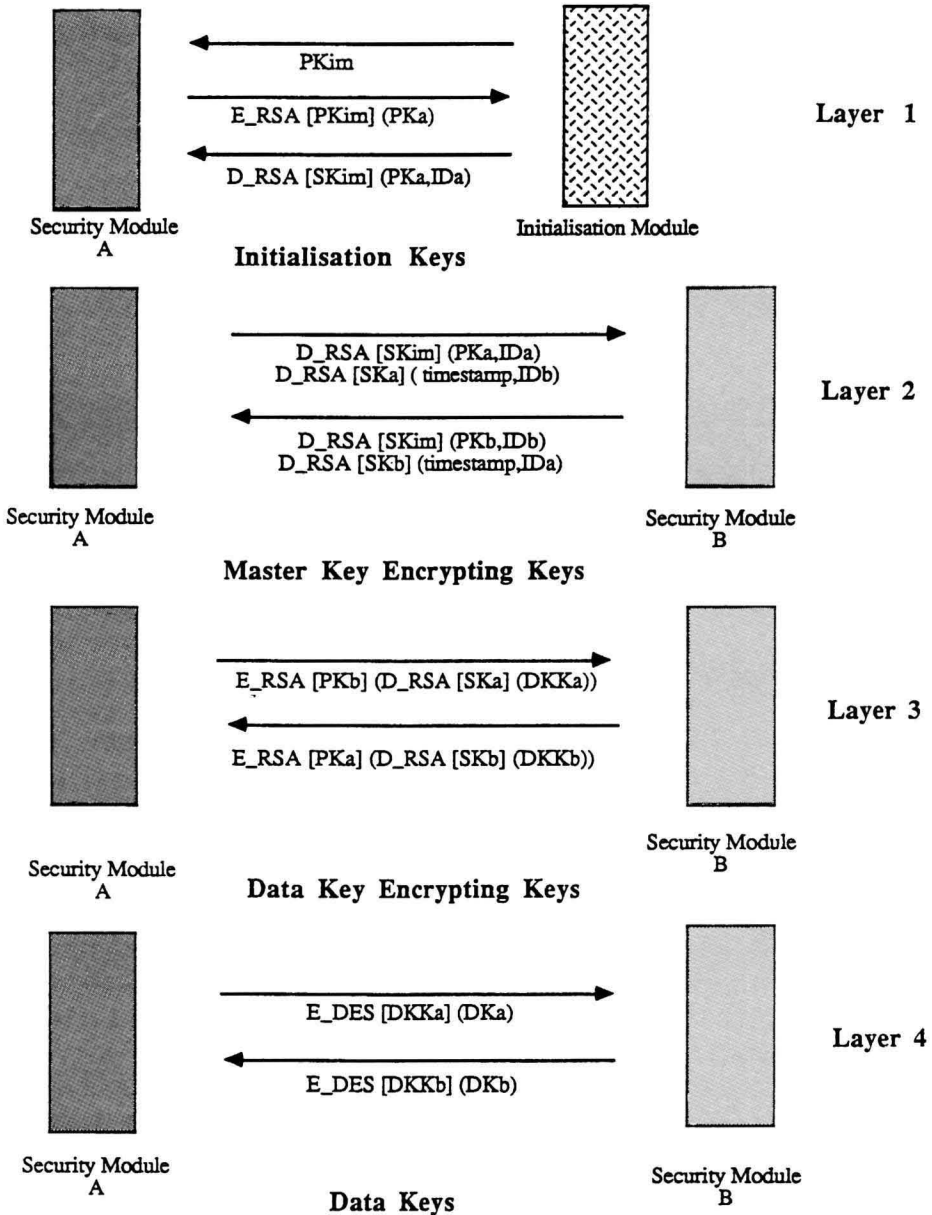 PKim
E_RSA [PKim] (PKa)
Layer 1
D_RSA [SKim] (PKa,IDa)
Security Module
A
Initialisation Module
Initialisation Keys
D_RSA [SKim] (PKa,IDa)
D_RSA [SKa] ( timestamp,IDb)
Layer 2
D_RSA [SKim] (PKb,IDb)
D_RSA [SKb] (timestamp,IDa)
Security Module
A
Security Module
B
Master Key Encrypting Keys
E_RSA [PKb] (D_RSA [SKa] (DKKa))
Layer 3
E_RSA [PKa] (D_RSA [SKb] (DKKb))
Security Module
A
Security Module
B
Data Key Encrypting Keys
E_DES [DKKa] (DKa)
Layer 4
E_DES [DKKb] (DKb)
Security Module
A
Security Module
B
Data Keys